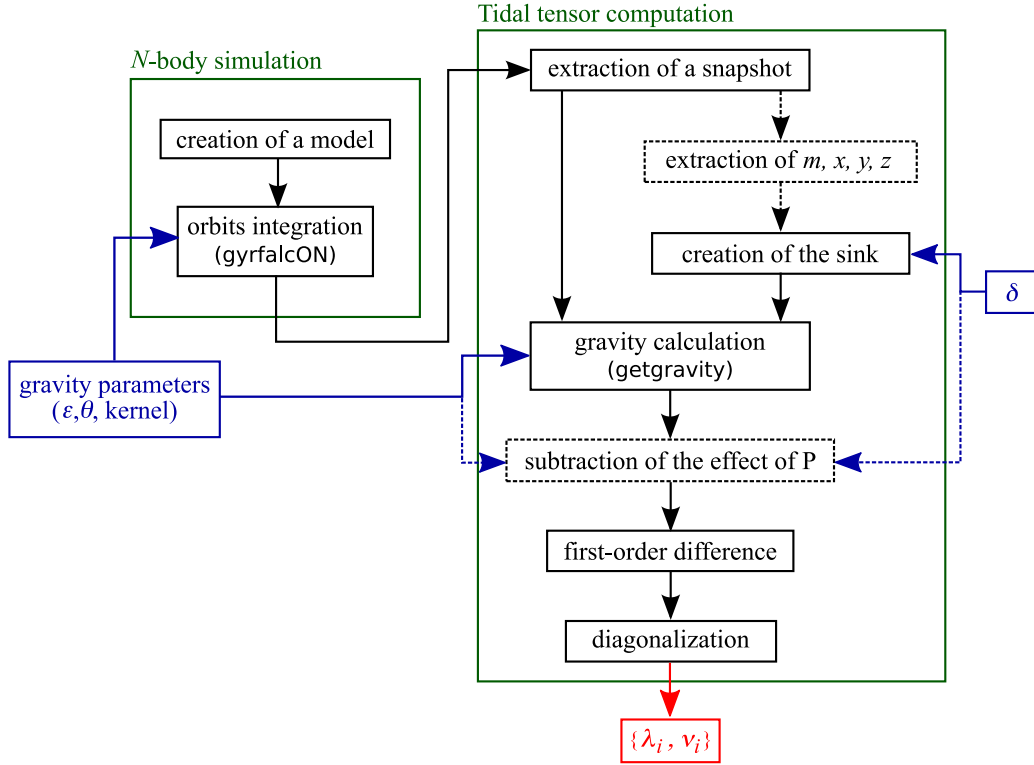 Tidal tensor computation
N-body simulation
extraction of a snapshot
creation of a model
extraction of m, x, y, z
orbits integration
(gyrfalcON)
creation of the sink
δ
gravity calculation
(getgravity)
gravity parameters
(ε,θ, kernel)
subtraction of the effect of P
first-order difference
diagonalization
{λi , νi}